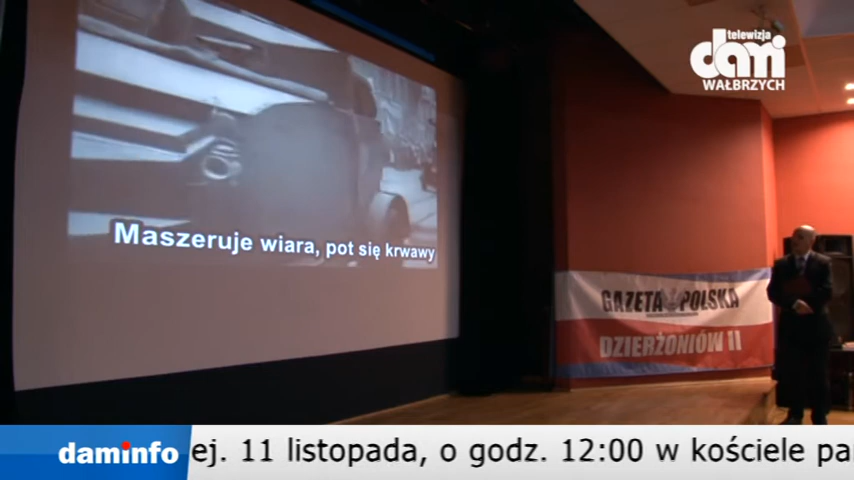 telewizja
dami
WAŁBRZYCH
Maszeruje wiara, pot się krwawy
GAZETA POLSKA
DZIERŻONIÓW II
daminfo
ej. 11 listopada, o godz. 12:00 w kościele pa